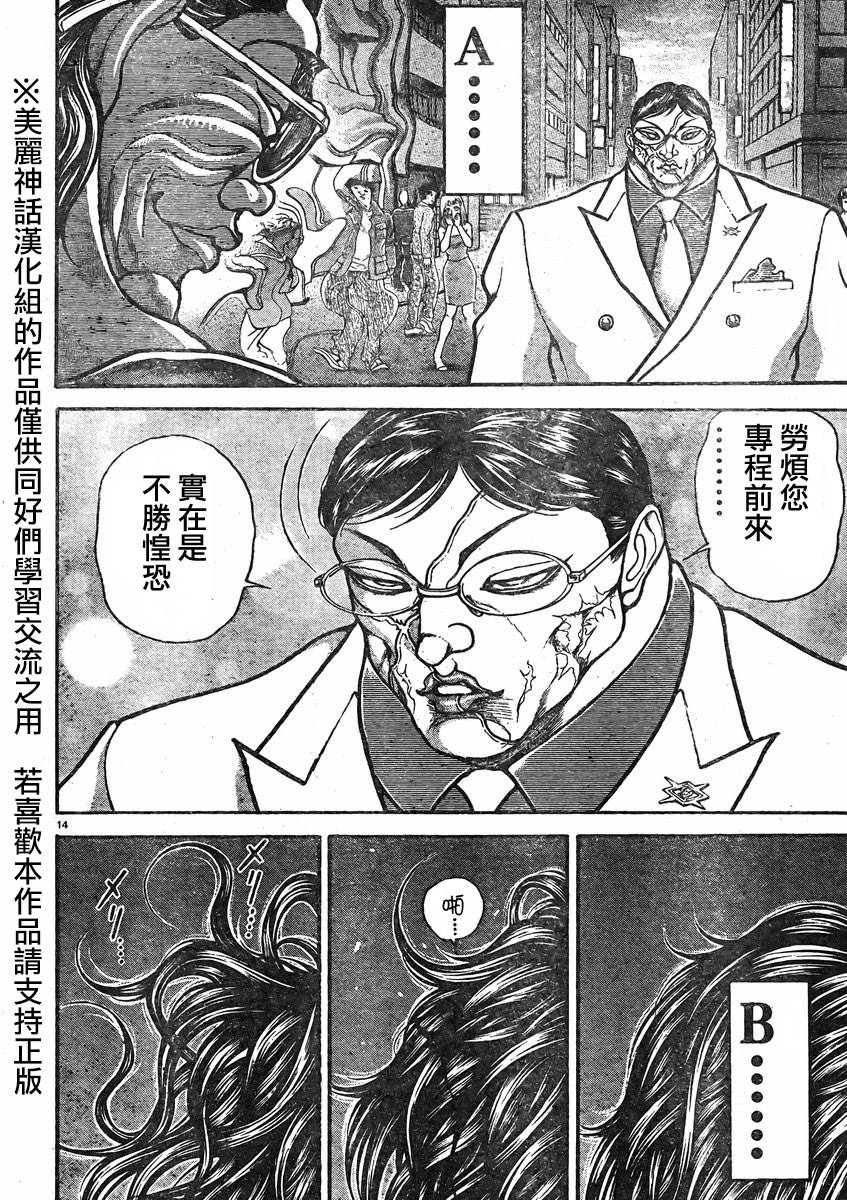 A……
勞煩您
專程前來
………
實在是
不勝惶恐
14
B……
啪…
メリ…
メリ…
※美麗神話漢化組的作品僅供同好們學習交流之用 若喜歡本作品請支持正版